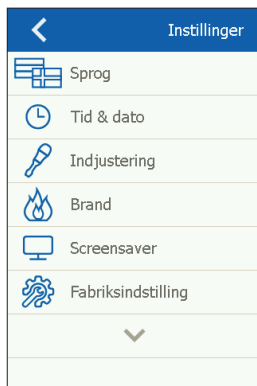 Instillinger
Sprog
Tid & dato
Indjustering
Brand
Screensaver
Fabriksindstilling